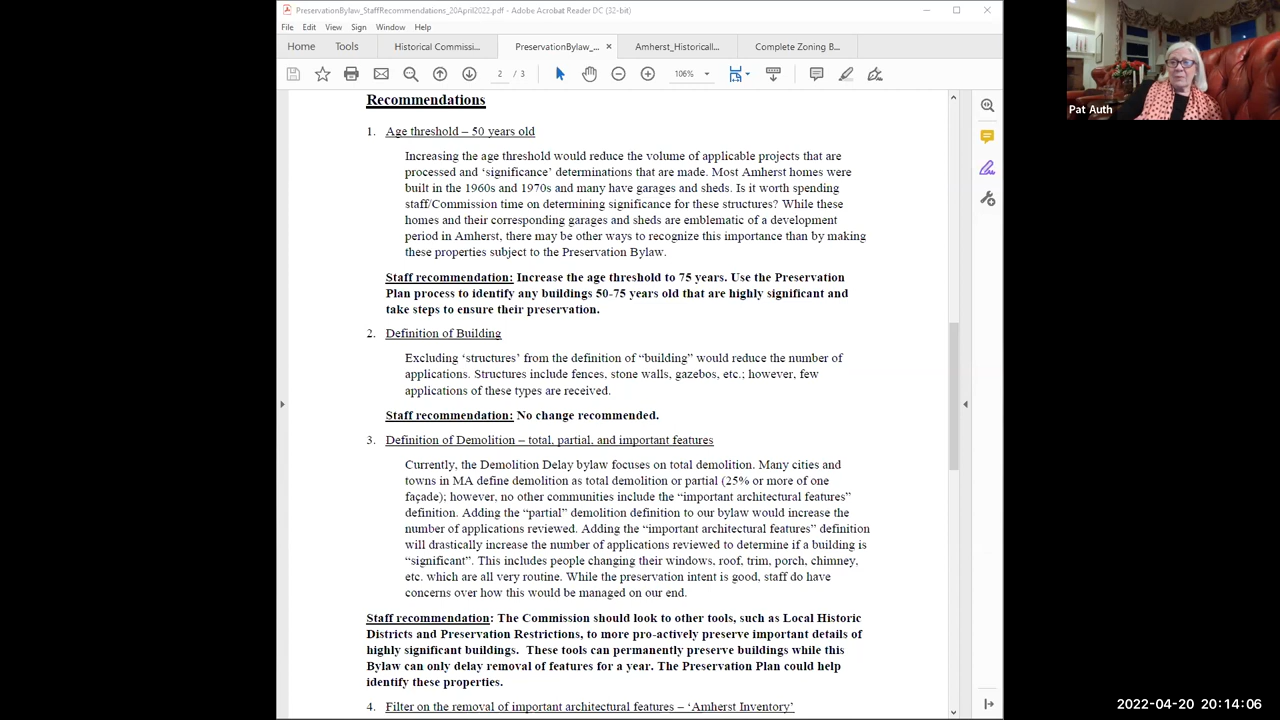 PreservationBylaw_StaffRecommendations_20April2022.pdf - Adobe Acrobat Reader DC (32-bit)
File Edit View Sign Window Help
Home Tools Historical Commissi... PreservationBylaw_... × Amherst_Historicall... Complete Zoning B...
2 / 3 106%
Recommendations
1. Age threshold – 50 years old
Increasing the age threshold would reduce the volume of applicable projects that are
processed and ‘significance’ determinations that are made. Most Amherst homes were
built in the 1960s and 1970s and many have garages and sheds. Is it worth spending
staff/Commission time on determining significance for these structures? While these
homes and their corresponding garages and sheds are emblematic of a development
period in Amherst, there may be other ways to recognize this importance than by making
these properties subject to the Preservation Bylaw.
Staff recommendation: Increase the age threshold to 75 years. Use the Preservation
Plan process to identify any buildings 50-75 years old that are highly significant and
take steps to ensure their preservation.
2. Definition of Building
Excluding ‘structures’ from the definition of “building” would reduce the number of
applications. Structures include fences, stone walls, gazebos, etc.; however, few
applications of these types are received.
Staff recommendation: No change recommended.
3. Definition of Demolition – total, partial, and important features
Currently, the Demolition Delay bylaw focuses on total demolition. Many cities and
towns in MA define demolition as total demolition or partial (25% or more of one
façade); however, no other communities include the “important architectural features”
definition. Adding the “partial” demolition definition to our bylaw would increase the
number of applications reviewed. Adding the “important architectural features” definition
will drastically increase the number of applications reviewed to determine if a building is
“significant”. This includes people changing their windows, roof, trim, porch, chimney,
etc. which are all very routine. While the preservation intent is good, staff do have
concerns over how this would be managed on our end.
Staff recommendation: The Commission should look to other tools, such as Local Historic
Districts and Preservation Restrictions, to more pro-actively preserve important details of
highly significant buildings. These tools can permanently preserve buildings while this
Bylaw can only delay removal of features for a year. The Preservation Plan could help
identify these properties.
4. Filter on the removal of important architectural features – ‘Amherst Inventory’
Pat Auth
2022-04-20 20:14:06